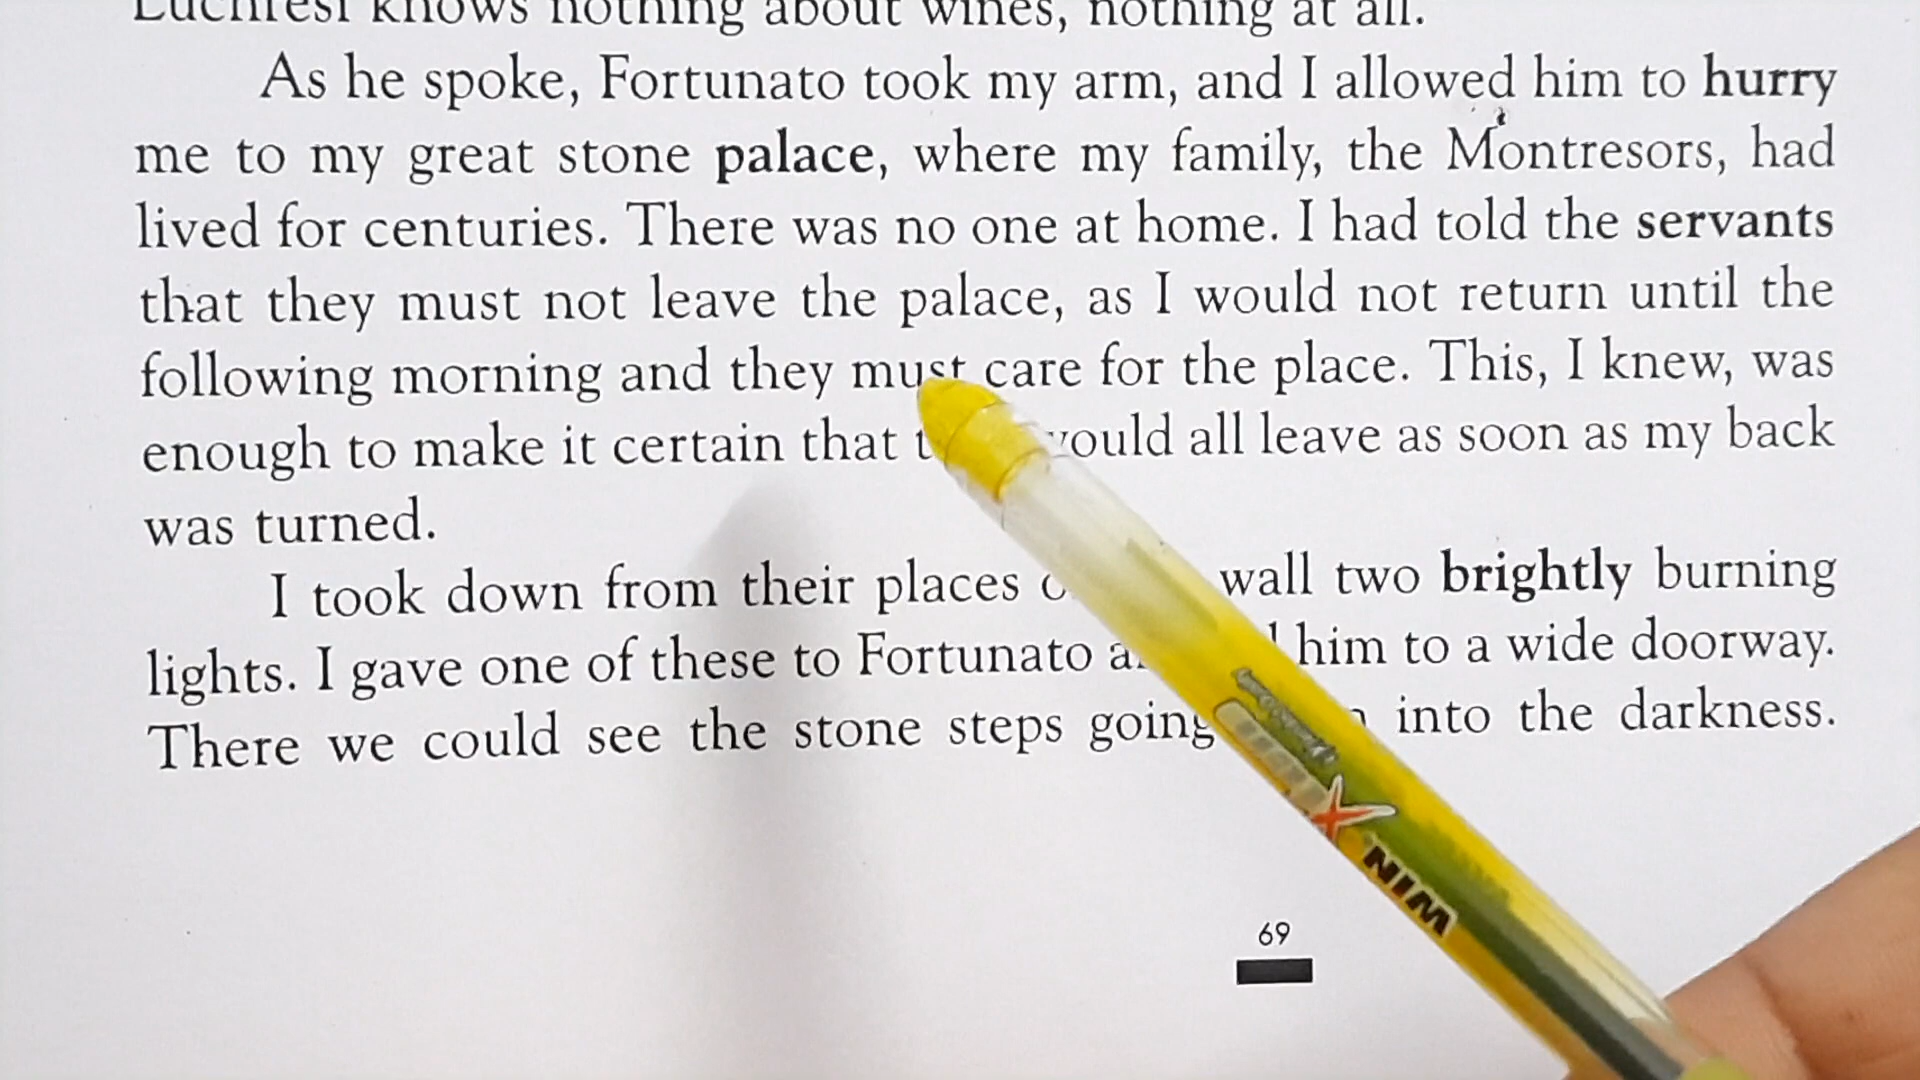 Luchresi knows nothing about wines, nothing at all.
As he spoke, Fortunato took my arm, and I allowed him to hurry
me to my great stone palace, where my family, the Montresors, had
lived for centuries. There was no one at home. I had told the servants
that they must not leave the palace, as I would not return until the
following morning and they must care for the place. This, I knew, was
enough to make it certain that would all leave as soon as my back
was turned.
I took down from their places wall two brightly burning
lights. I gave one of these to Fortunato him to a wide doorway.
There we could see the stone steps going into the darkness.
WIN
69